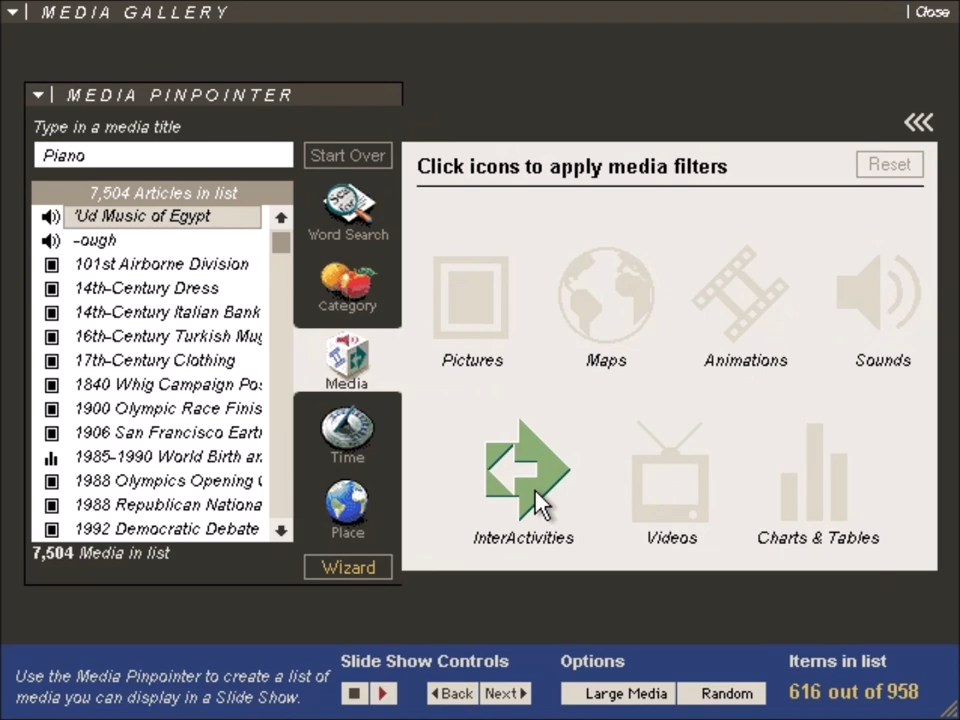 MEDIA GALLERY
Close
MEDIA PINPOINTER
Type in a media title
Piano
Start Over
7,504 Articles in list
'Ud Music of Egypt
-ough
101st Airborne Division
14th-Century Dress
14th-Century Italian Bank
16th-Century Turkish Mug
17th-Century Clothing
1840 Whig Campaign Pos
1900 Olympic Race Finis
1906 San Francisco Earth
1985-1990 World Birth an
1988 Olympics Opening C
1988 Republican Nationa
1992 Democratic Debate
7,504 Media in list
Word Search
Category
Media
Time
Place
Wizard
Click icons to apply media filters
Reset
Pictures
Maps
Animations
Sounds
InterActivities
Videos
Charts & Tables
Use the Media Pinpointer to create a list of
media you can display in a Slide Show.
Slide Show Controls
Back
Next
Options
Large Media
Random
Items in list
616 out of 958